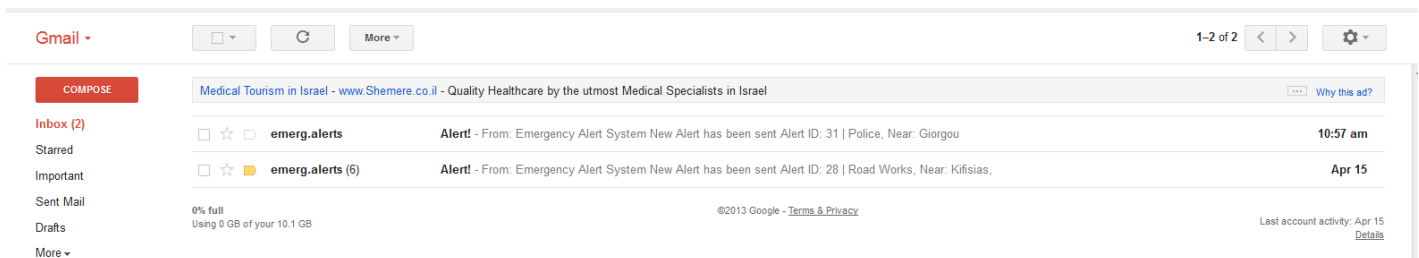 Gmail
More
1–2 of 2
COMPOSE
Medical Tourism in Israel - www.Shemere.co.il - Quality Healthcare by the utmost Medical Specialists in Israel
Why this ad?
Inbox (2)
Starred
Important
Sent Mail
Drafts
More
emerg.alerts Alert! - From: Emergency Alert System New Alert has been sent Alert ID: 31 | Police, Near: Giorgou 10:57 am
emerg.alerts (6) Alert! - From: Emergency Alert System New Alert has been sent Alert ID: 28 | Road Works, Near: Kifisias, Apr 15
0% full
Using 0 GB of your 10.1 GB
©2013 Google - Terms & Privacy
Last account activity: Apr 15
Details